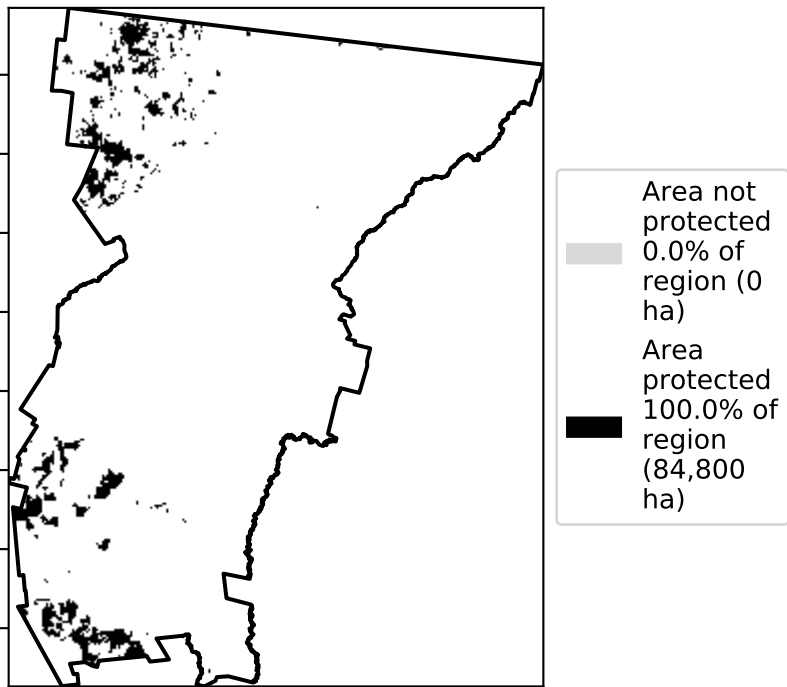 Area not
protected
0.0% of
region (0
ha)
Area
protected
100.0% of
region
(84,800
ha)